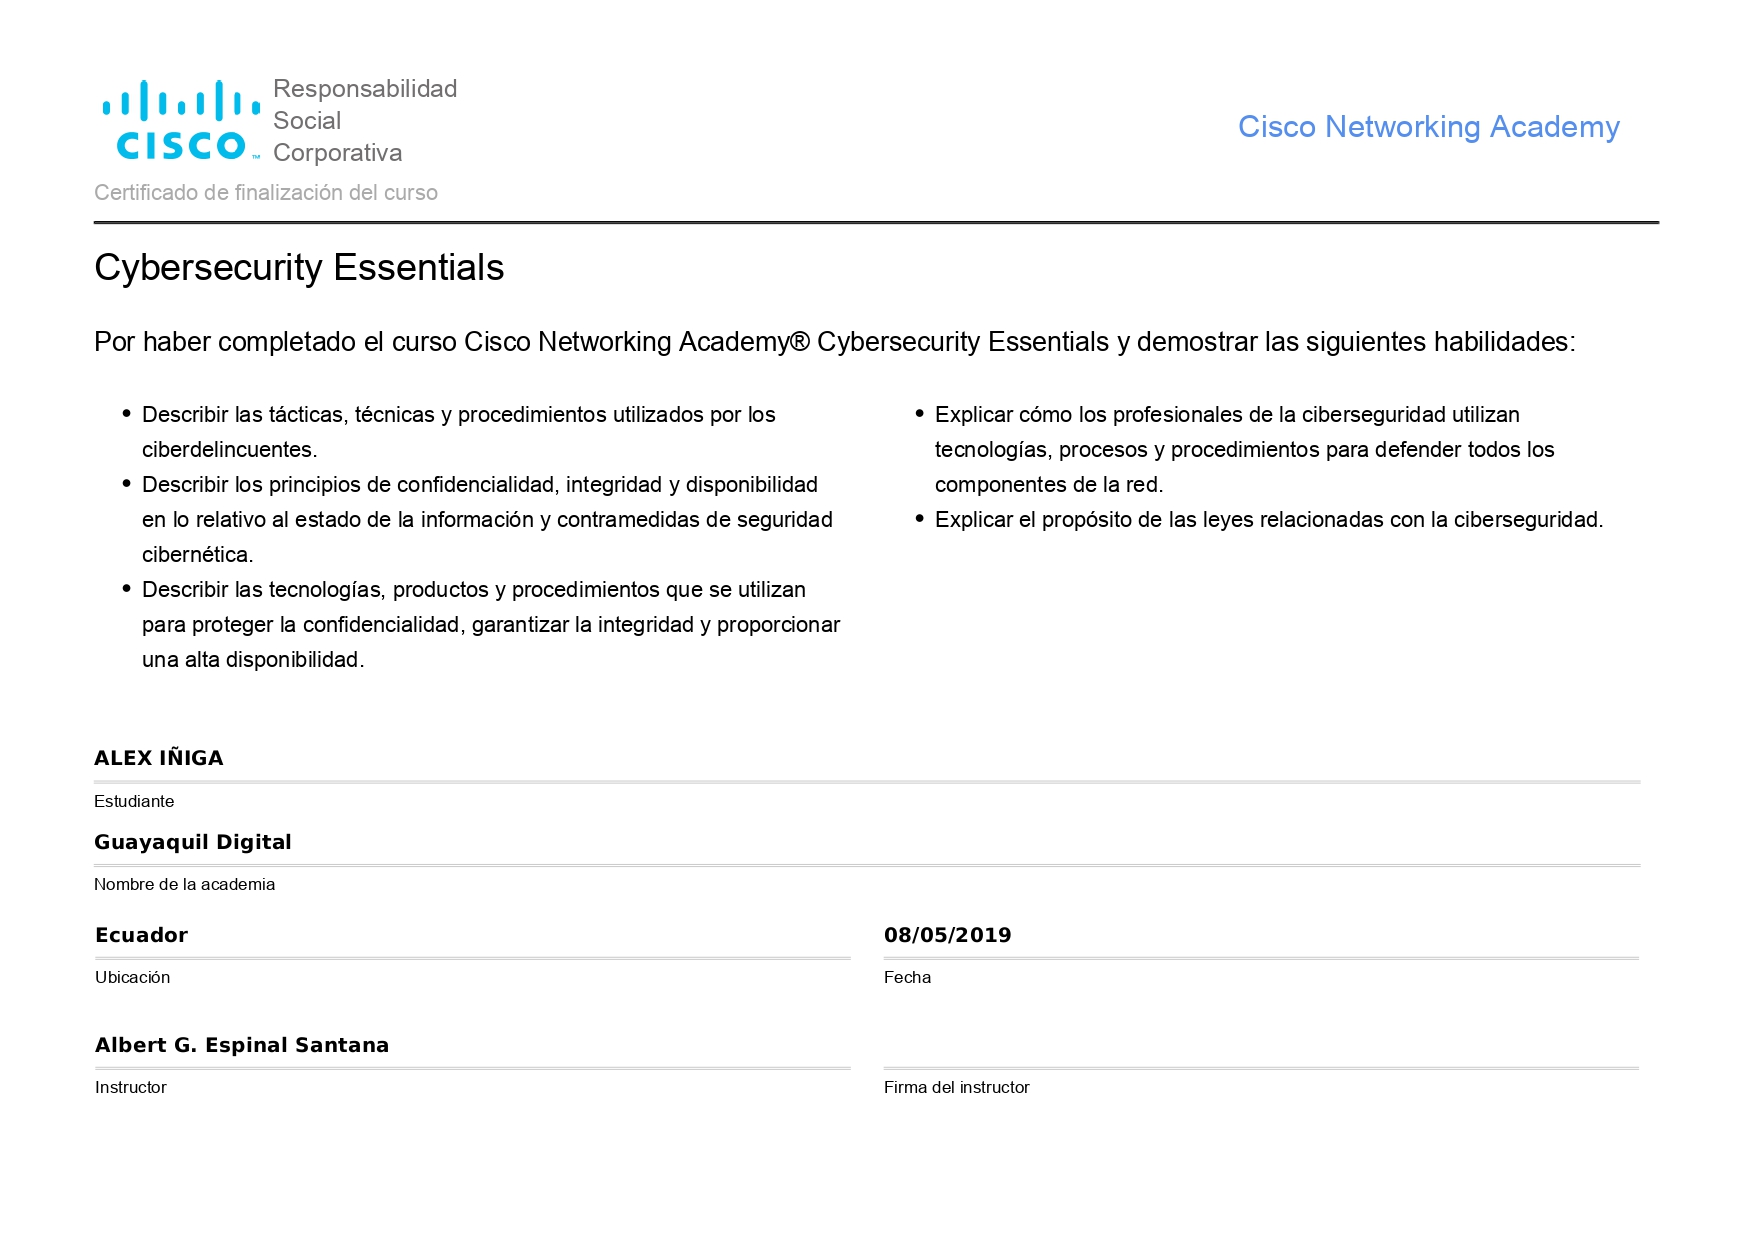 CISCO™
Responsabilidad
Social
Corporativa
Cisco Networking Academy
Certificado de finalización del curso
Cybersecurity Essentials
Por haber completado el curso Cisco Networking Academy® Cybersecurity Essentials y demostrar las siguientes habilidades:
• Describir las tácticas, técnicas y procedimientos utilizados por los
ciberdelincuentes.
• Describir los principios de confidencialidad, integridad y disponibilidad
en lo relativo al estado de la información y contramedidas de seguridad
cibernética.
• Describir las tecnologías, productos y procedimientos que se utilizan
para proteger la confidencialidad, garantizar la integridad y proporcionar
una alta disponibilidad.
• Explicar cómo los profesionales de la ciberseguridad utilizan
tecnologías, procesos y procedimientos para defender todos los
componentes de la red.
• Explicar el propósito de las leyes relacionadas con la ciberseguridad.
ALEX IÑIGA
Estudiante
Guayaquil Digital
Nombre de la academia
Ecuador
Ubicación
08/05/2019
Fecha
Albert G. Espinal Santana
Instructor
Firma del instructor